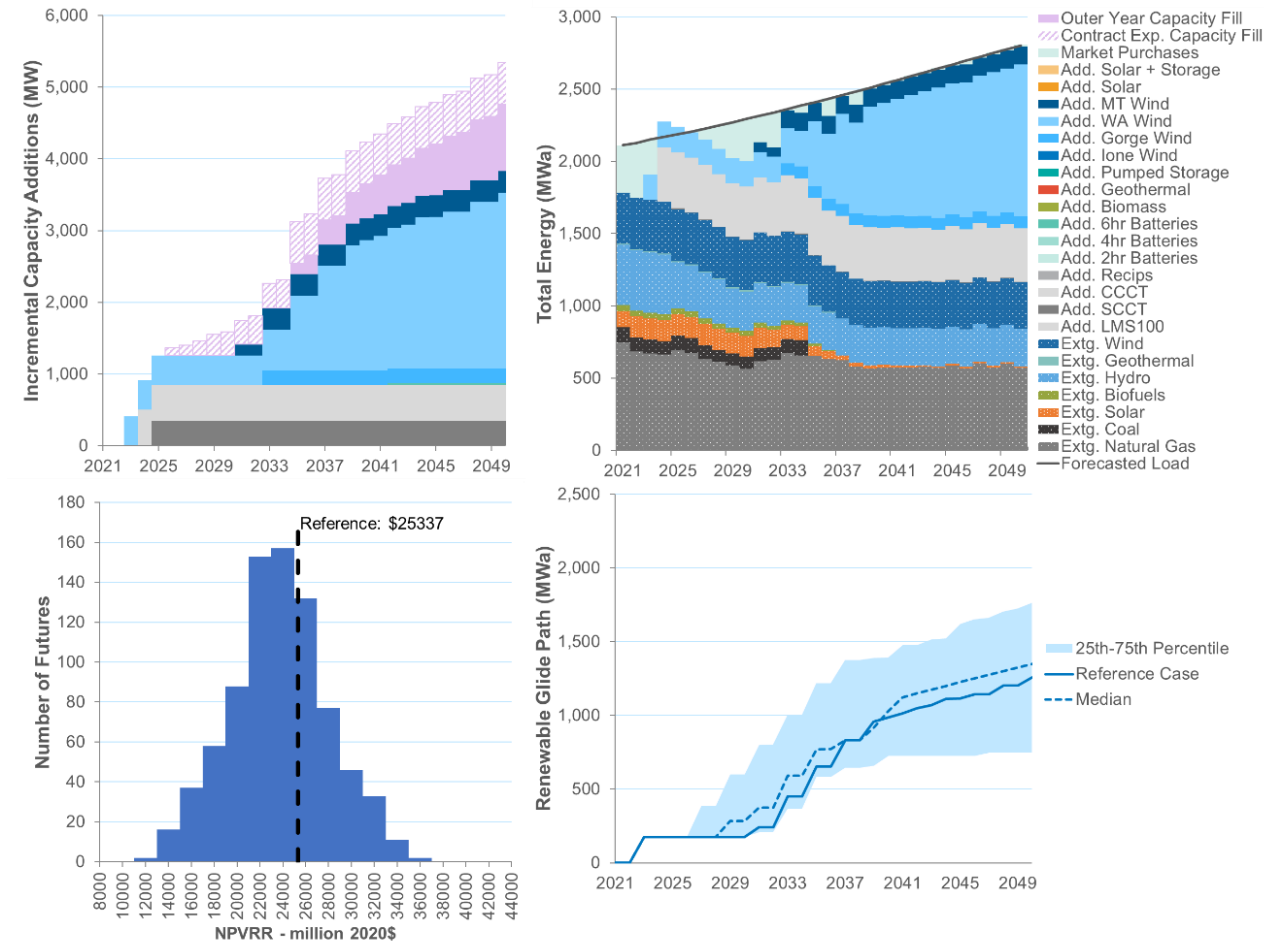 Incremental Capacity Additions (MW)
6,000
5,000
4,000
3,000
2,000
1,000
0
2021 2025 2029 2033 2037 2041 2045 2049
Total Energy (MWa)
3,000
2,500
2,000
1,500
1,000
500
0
2021 2025 2029 2033 2037 2041 2045 2049
Outer Year Capacity Fill
Contract Exp. Capacity Fill
Market Purchases
Add. Solar + Storage
Add. Solar
Add. MT Wind
Add. WA Wind
Add. Gorge Wind
Add. Ione Wind
Add. Pumped Storage
Add. Geothermal
Add. Biomass
Add. 6hr Batteries
Add. 4hr Batteries
Add. 2hr Batteries
Add. Recips
Add. CCCT
Add. SCCT
Add. LMS100
Extg. Wind
Extg. Geothermal
Extg. Hydro
Extg. Biofuels
Extg. Solar
Extg. Coal
Extg. Natural Gas
Forecasted Load
Number of Futures
180
160
140
120
100
80
60
40
20
0
Reference: $25337
8000 10000 12000 14000 16000 18000 20000 22000 24000 26000 28000 30000 32000 34000 36000 38000 40000 42000 44000
NPVRR - million 2020$
Renewable Glide Path (MWa)
2,500
2,000
1,500
1,000
500
0
2021 2025 2029 2033 2037 2041 2045 2049
25th-75th Percentile
Reference Case
Median